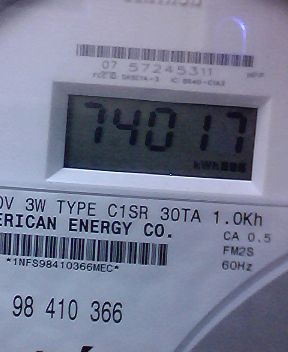 07 57245311
74017
kWh
0V 3W TYPE C1SR 30TA 1.0Kh
ERICAN ENERGY CO.
CA 0.5
FM2S
*1NFS98410366MEC*
60Hz
98 410 366